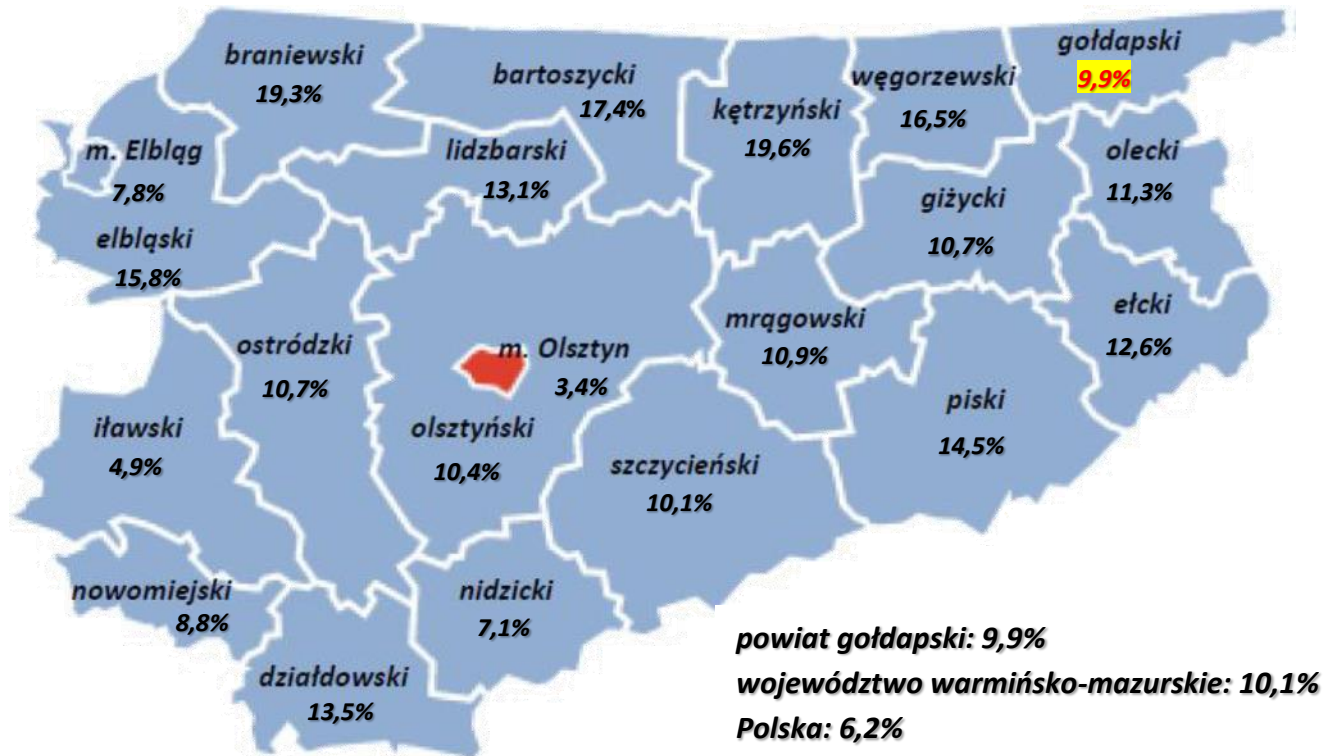 braniewski
19,3%
bartoszycki
17,4%
kętrzyński
19,6%
węgorzewski
16,5%
gołdapski
9,9%
m. Elbląg
7,8%
lidzbarski
13,1%
olecki
11,3%
giżycki
10,7%
elbląski
15,8%
ełcki
12,6%
mrągowski
10,9%
ostródzki
10,7%
m. Olsztyn
3,4%
piski
14,5%
iławski
4,9%
olsztyński
10,4%
szczycieński
10,1%
nowomiejski
8,8%
nidzicki
7,1%
działdowski
13,5%
powiat gołdapski: 9,9%
województwo warmińsko-mazurskie: 10,1%
Polska: 6,2%